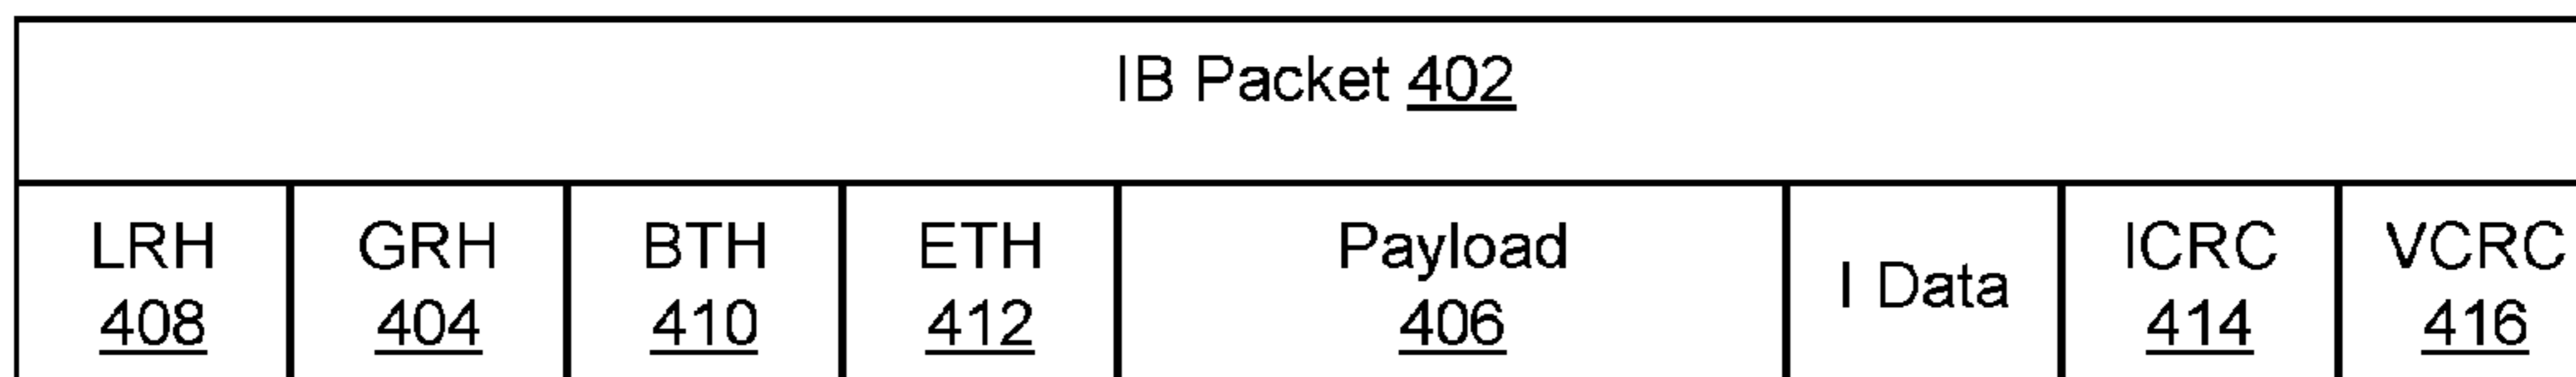 IB Packet 402
LRH GRH BTH ETH Payload I Data ICRC VCRC
408 404 410 412 406 414 416